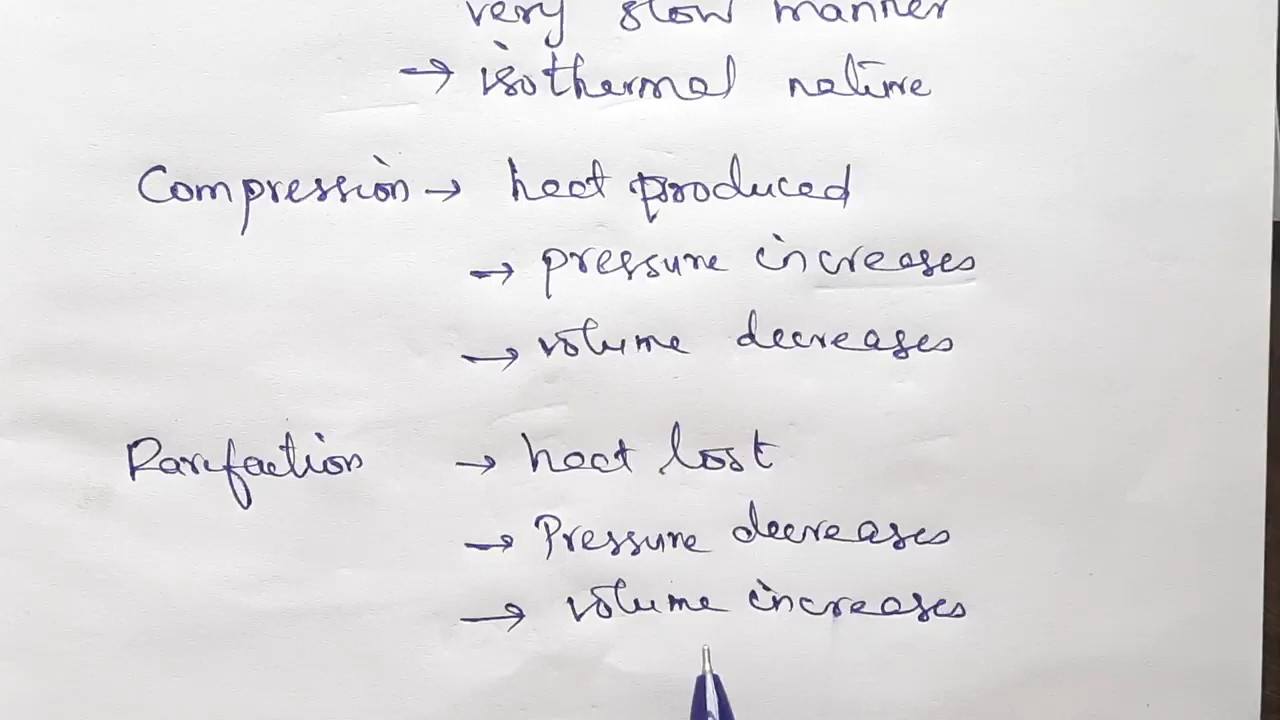 very slow manner
→ isothermal nature
Compression → heat produced
→ pressure increases
→ volume decreases
Rarefaction → heat lost
→ Pressure decreases
→ volume increases